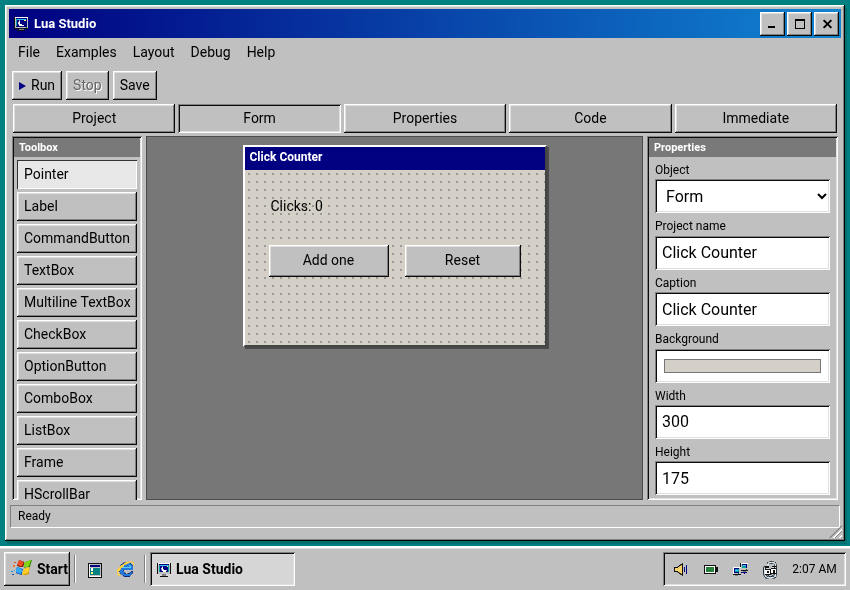 Lua Studio
File Examples Layout Debug Help
Run Stop Save
Project Form Properties Code Immediate
Toolbox
Pointer
Label
CommandButton
TextBox
Multiline TextBox
CheckBox
OptionButton
ComboBox
ListBox
Frame
HScrollBar
Click Counter
Clicks: 0
Add one Reset
Properties
Object
Form
Project name
Click Counter
Caption
Click Counter
Background
Width
300
Height
175
Ready
Start Lua Studio 2:07 AM